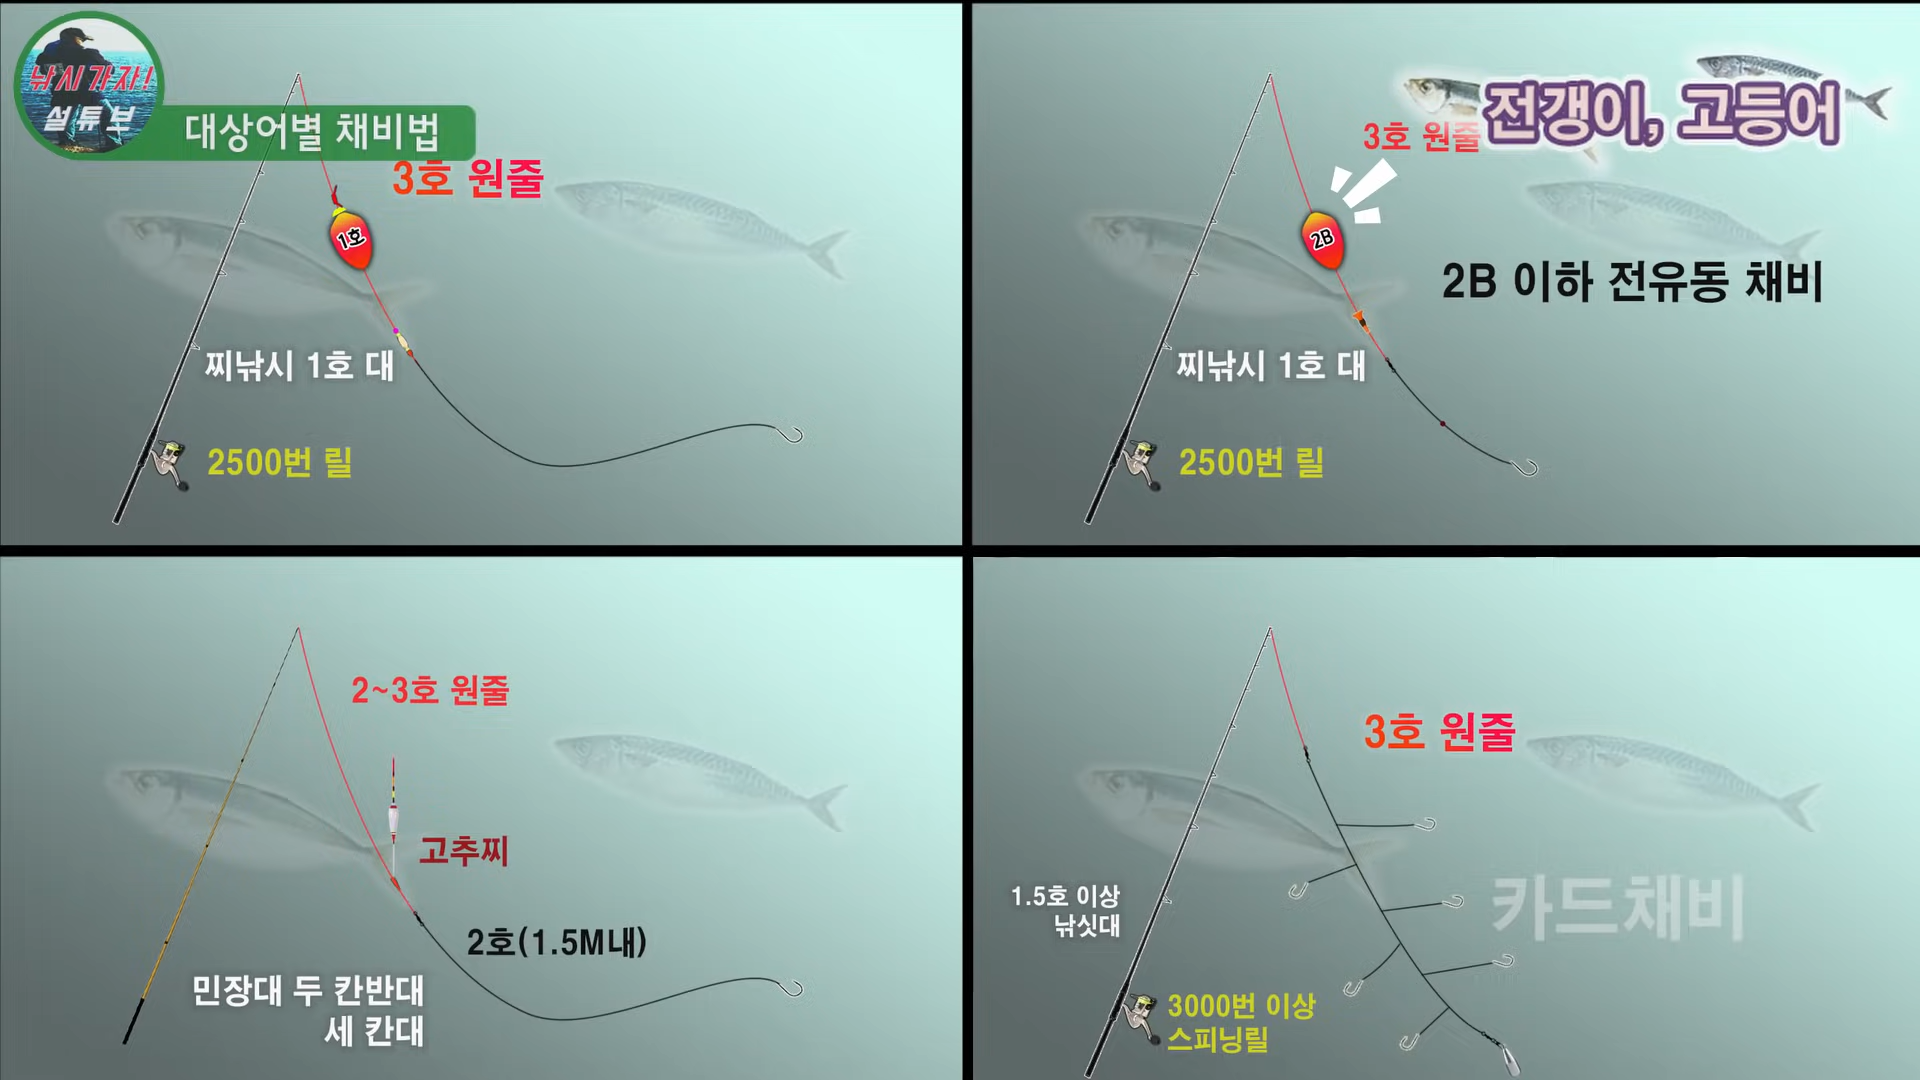 낚시 가자!
설튜브
대상어별 채비법
3호 원줄
1호
찌낚시 1호 대
2500번 릴
전갱이, 고등어
3호 원줄
2B
2B 이하 전유동 채비
찌낚시 1호 대
2500번 릴
2~3호 원줄
고추찌
2호(1.5M내)
민장대 두 칸반대
세 칸대
3호 원줄
1.5호 이상
낚싯대
카드채비
3000번 이상
스피닝릴